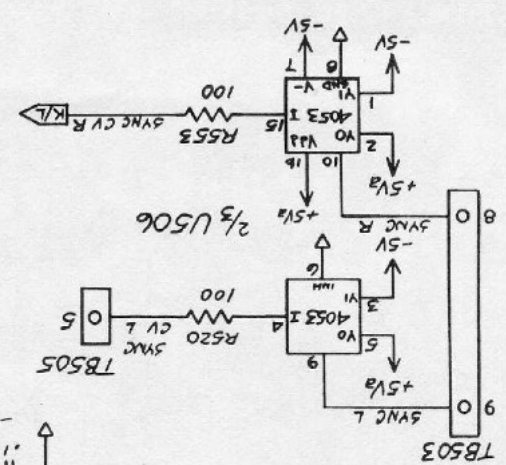 TB503
6
SYNC L
+5Va
9
5
Y0
4053 I
Y1
3
-5V
INH
6
4
R520
100
SYNC
CV L
TB505
5
8
SYNC R
2/3 U506
+5Va
10
16
2
Y0
Vdd
4053 I
Y1
1
-5V
GND
V-
8
7
-5V
+5Va
15
R553
100
SYNC CV R
K/L